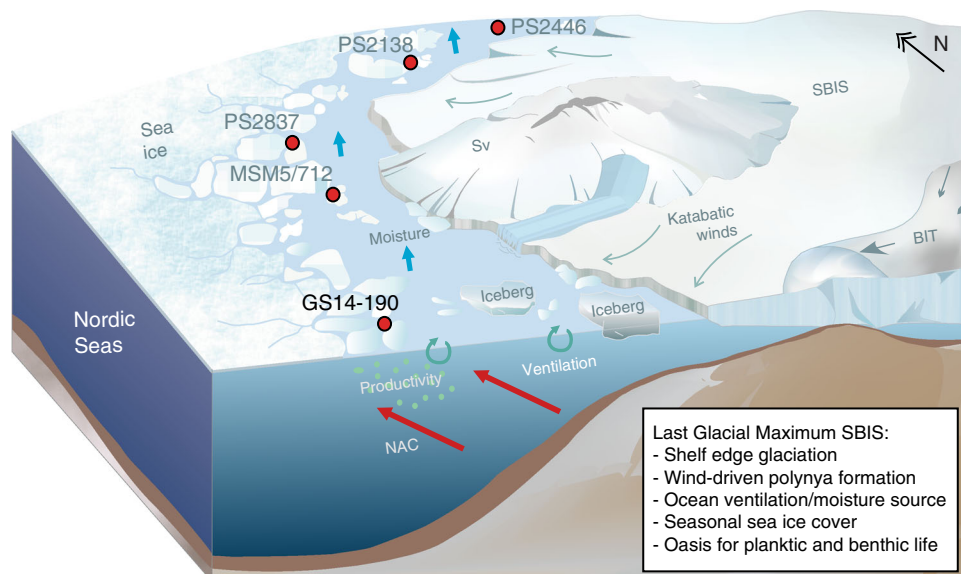 PS2446
PS2138
N
SBIS
PS2837
Sea
ice
Sv
MSM5/712
Katabatic
winds
Moisture
BIT
GS14-190
Iceberg
Iceberg
Nordic
Seas
Ventilation
Productivity
NAC
Last Glacial Maximum SBIS:
- Shelf edge glaciation
- Wind-driven polynya formation
- Ocean ventilation/moisture source
- Seasonal sea ice cover
- Oasis for planktic and benthic life